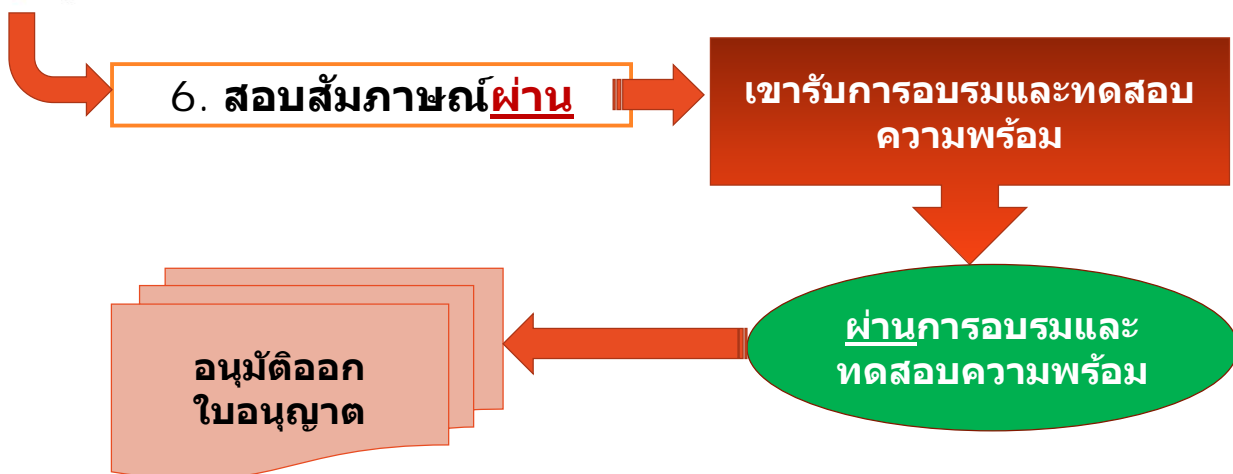 6. สอบสัมภาษณ์ผ่าน
เขารับการอบรมและทดสอบ
ความพร้อม
ผ่านการอบรมและ
ทดสอบความพร้อม
อนุมัติออก
ใบอนุญาต